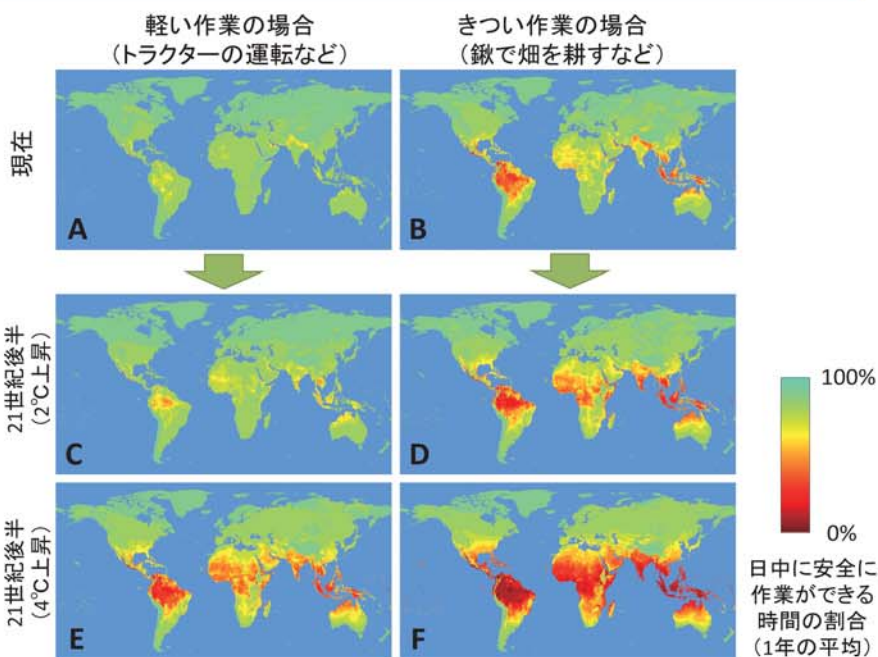 軽い作業の場合
（トラクターの運転など）
きつい作業の場合
（鍬で畑を耕すなど）
現在
A
B
21世紀後半
（2℃上昇）
C
D
21世紀後半
（4℃上昇）
E
F
100%
0%
日中に安全に
作業ができる
時間の割合
（1年の平均）